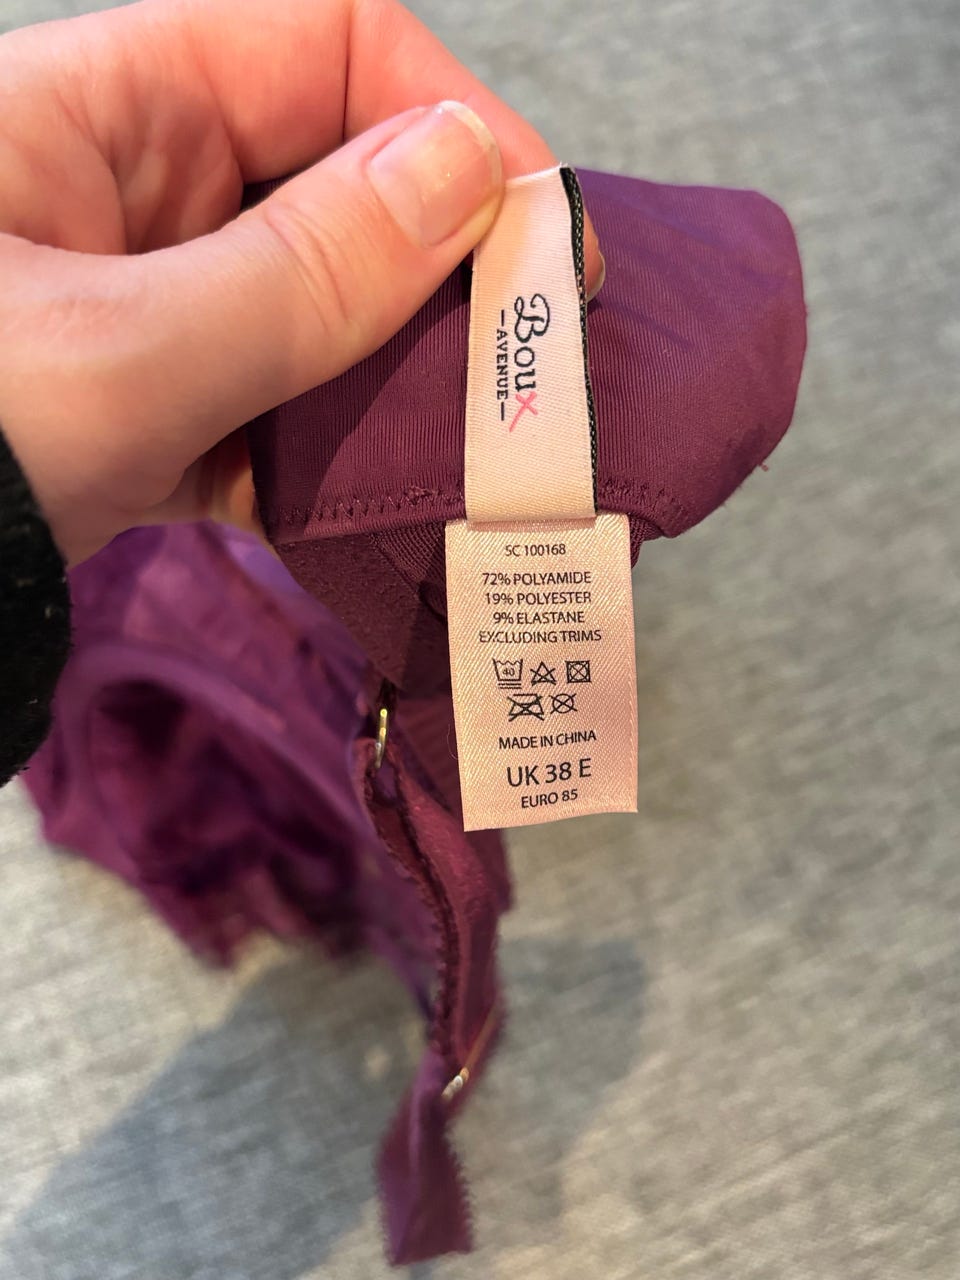 Boux
AVENUE
SC 100168
72% POLYAMIDE
19% POLYESTER
9% ELASTANE
EXCLUDING TRIMS
40
MADE IN CHINA
UK 38 E
EURO 85